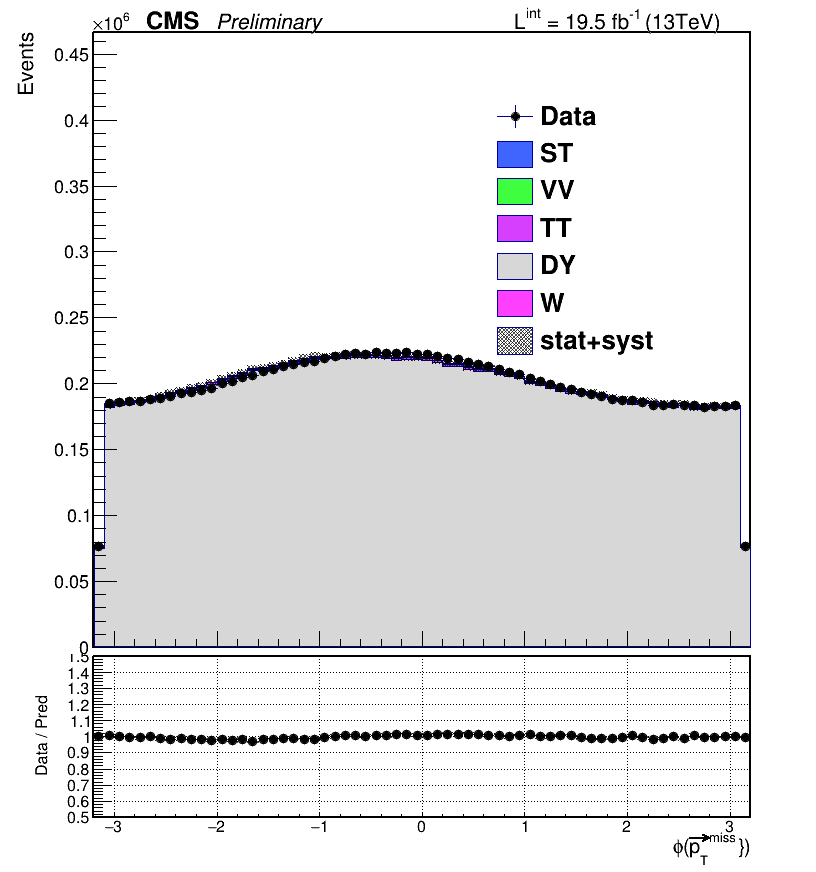 ×10⁶ CMS Preliminary L^int = 19.5 fb⁻¹ (13TeV)
Events
0.45
0.4
0.35
0.3
0.25
0.2
0.15
0.1
0.05
0
Data
ST
VV
TT
DY
W
stat+syst
Data / Pred
1.5
1.4
1.3
1.2
1.1
1
0.9
0.8
0.7
0.6
0.5
−3 −2 −1 0 1 2 3
ϕ(p⃗_T^miss })